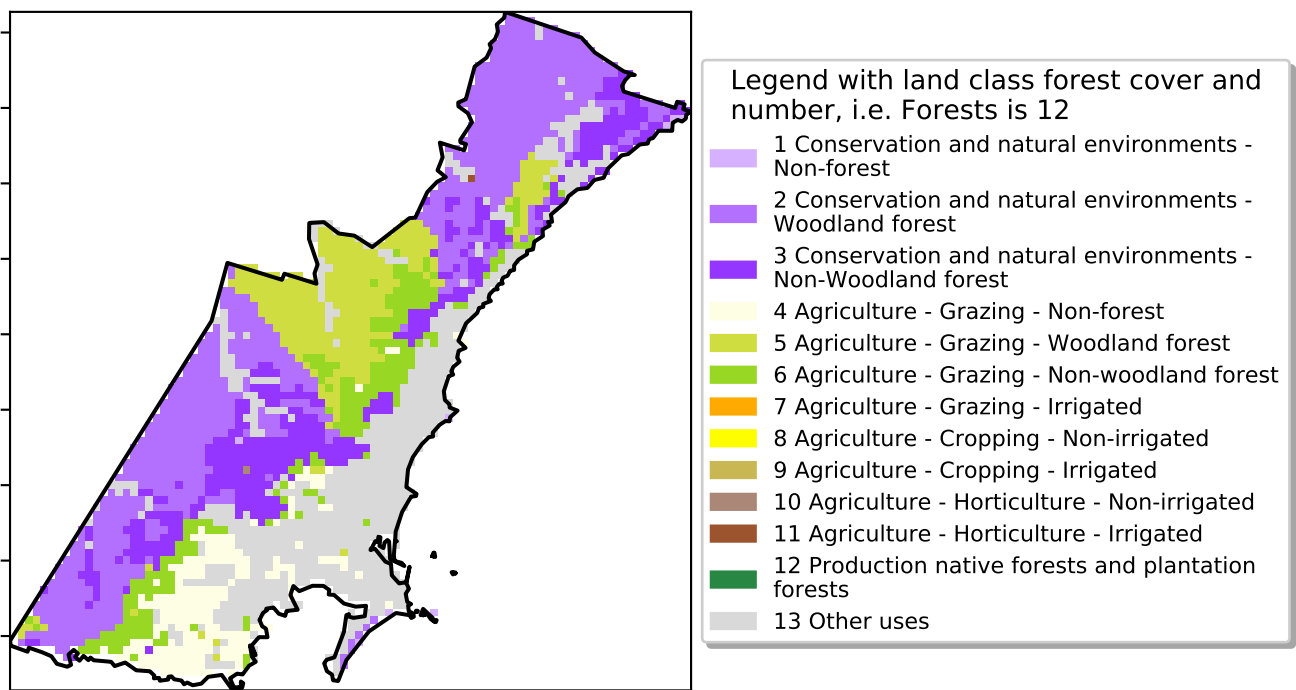 Legend with land class forest cover and
number, i.e. Forests is 12
1 Conservation and natural environments -
Non-forest
2 Conservation and natural environments -
Woodland forest
3 Conservation and natural environments -
Non-Woodland forest
4 Agriculture - Grazing - Non-forest
5 Agriculture - Grazing - Woodland forest
6 Agriculture - Grazing - Non-woodland forest
7 Agriculture - Grazing - Irrigated
8 Agriculture - Cropping - Non-irrigated
9 Agriculture - Cropping - Irrigated
10 Agriculture - Horticulture - Non-irrigated
11 Agriculture - Horticulture - Irrigated
12 Production native forests and plantation
forests
13 Other uses